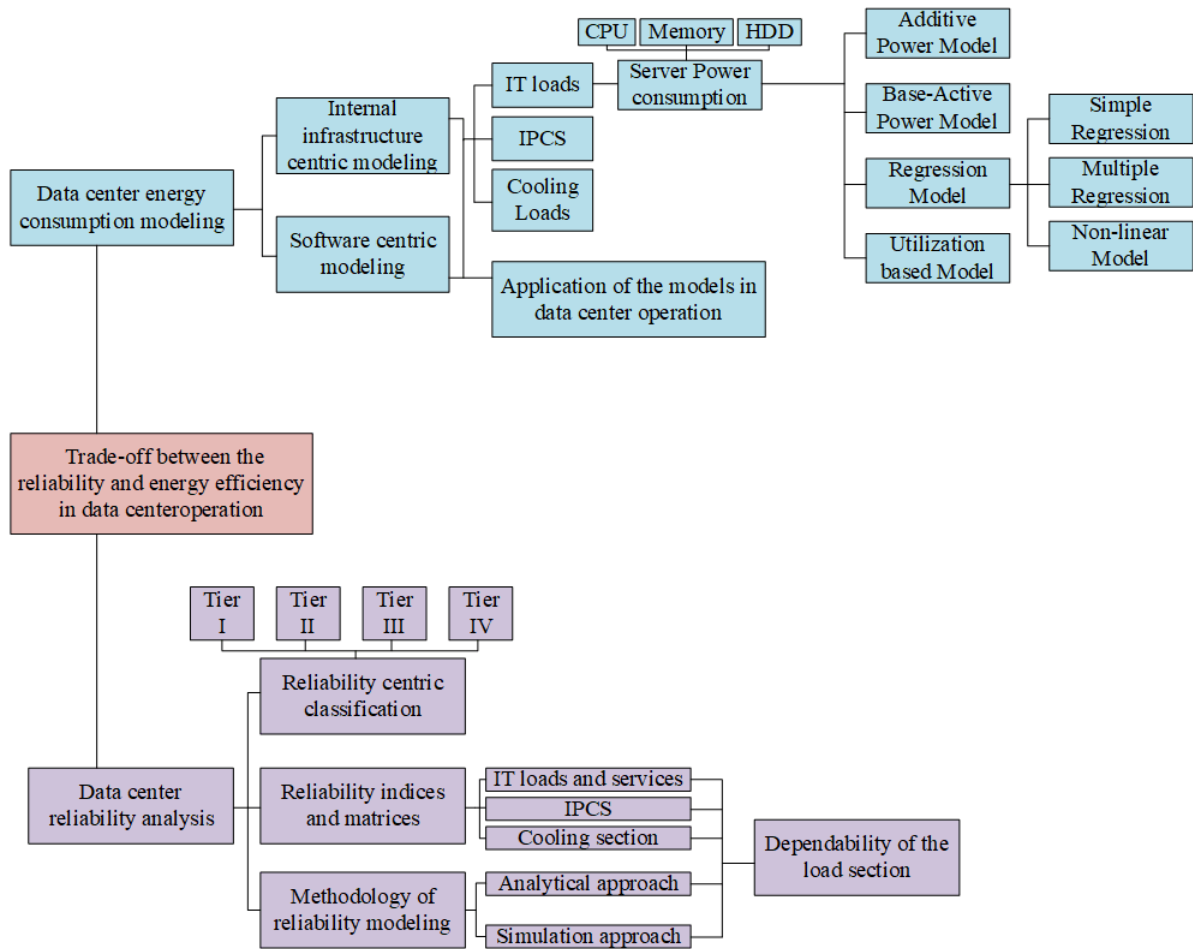 CPU
Memory
HDD
Additive
Power Model
IT loads
Server Power
consumption
Base-Active
Power Model
Simple
Regression
Internal
infrastructure
centric modeling
IPCS
Data center energy
consumption modeling
Cooling
Loads
Regression
Model
Multiple
Regression
Software centric
modeling
Utilization
based Model
Non-linear
Model
Application of the models in
data center operation
Trade-off between the
reliability and energy efficiency
in data centeroperation
Tier
I
Tier
II
Tier
III
Tier
IV
Reliability centric
classification
Data center
reliability analysis
Reliability indices
and matrices
IT loads and services
IPCS
Cooling section
Dependability of the
load section
Methodology of
reliability modeling
Analytical approach
Simulation approach